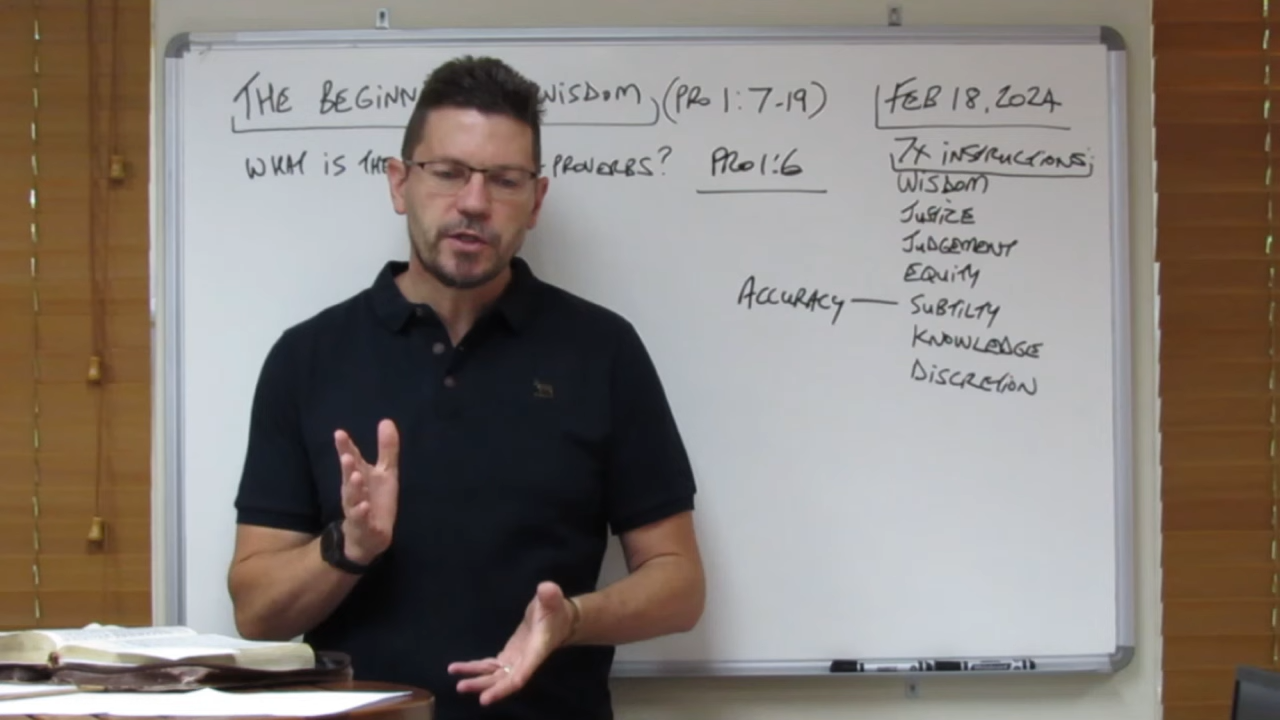 THE BEGINN WISDOM (PRO 1:7-19)
WHAT IS THE PROVERBS? PRO 1:6
FEB 18, 2024
7X INSTRUCTIONS;
WISDOM
JUSTICE
JUDGEMENT
EQUITY
ACCURACY — SUBTILTY
KNOWLEDGE
DISCRETION